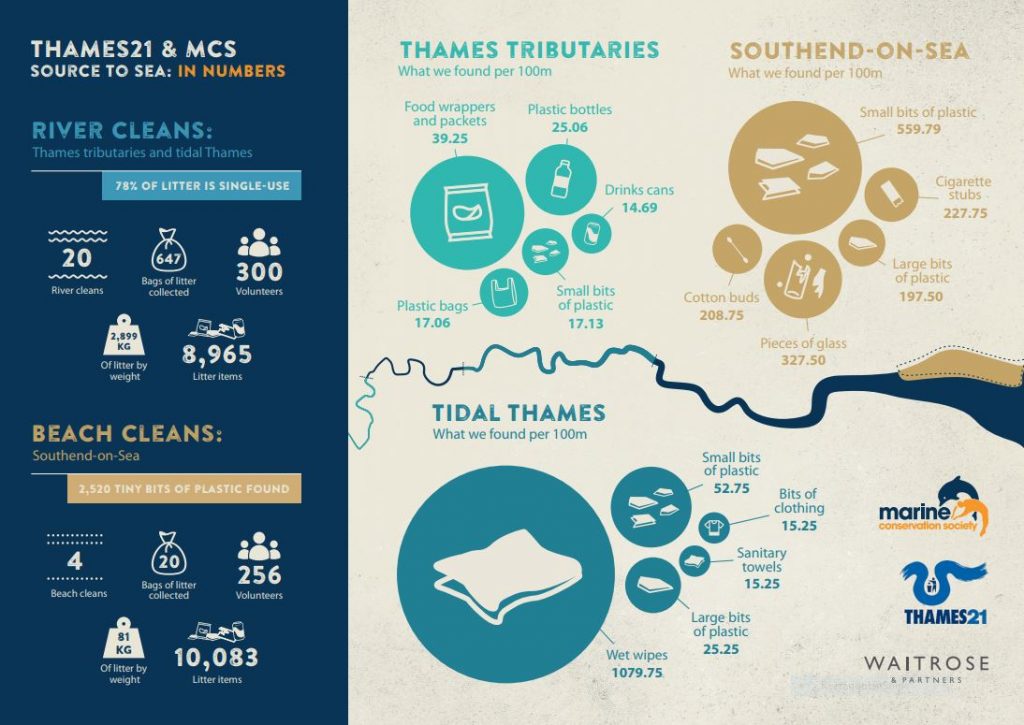 THAMES21 & MCS
SOURCE TO SEA: IN NUMBERS
RIVER CLEANS:
Thames tributaries and tidal Thames
78% OF LITTER IS SINGLE-USE
20
River cleans
647
Bags of litter
collected
300
Volunteers
2,899
KG
Of litter by
weight
8,965
Litter items
BEACH CLEANS:
Southend-on-Sea
2,520 TINY BITS OF PLASTIC FOUND
4
Beach cleans
20
Bags of litter
collected
256
Volunteers
81
KG
Of litter by
weight
10,083
Litter items
THAMES TRIBUTARIES
What we found per 100m
Food wrappers
and packets
39.25
Plastic bottles
25.06
Drinks cans
14.69
Small bits
of plastic
17.13
Plastic bags
17.06
SOUTHEND-ON-SEA
What we found per 100m
Small bits of plastic
559.79
Cigarette
stubs
227.75
Large bits
of plastic
197.50
Cotton buds
208.75
Pieces of glass
327.50
TIDAL THAMES
What we found per 100m
Small bits
of plastic
52.75
Bits of
clothing
15.25
Sanitary
towels
15.25
Large bits
of plastic
25.25
Wet wipes
1079.75
marine
conservation society
THAMES21
WAITROSE
& PARTNERS